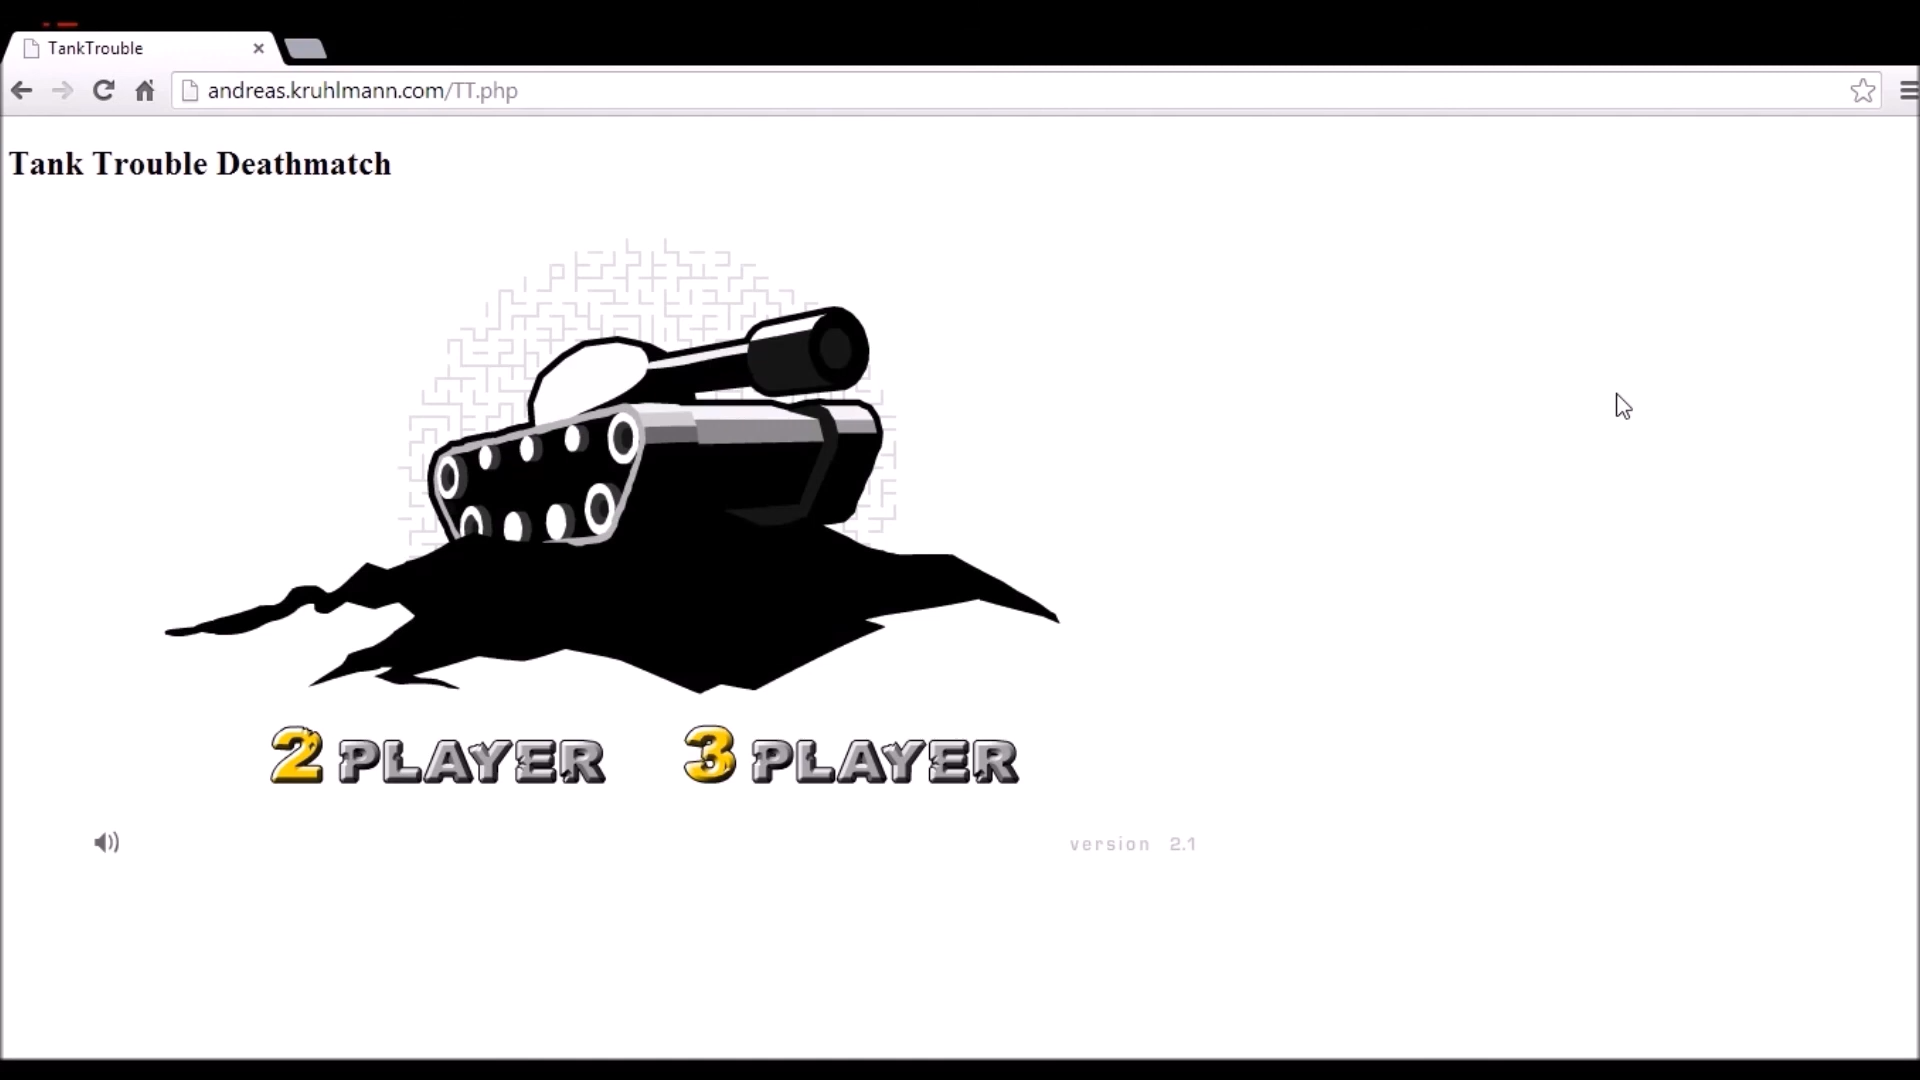 TankTrouble
andreas.kruhlmann.com/TT.php
Tank Trouble Deathmatch
2 PLAYER 3 PLAYER
version 2.1